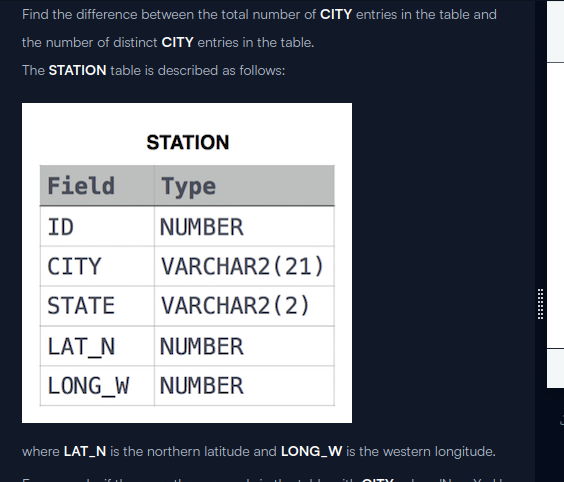 Find the difference between the total number of CITY entries in the table and
the number of distinct CITY entries in the table.
The STATION table is described as follows:
STATION
Field Type
ID NUMBER
CITY VARCHAR2(21)
STATE VARCHAR2(2)
LAT_N NUMBER
LONG_W NUMBER
where LAT_N is the northern latitude and LONG_W is the western longitude.